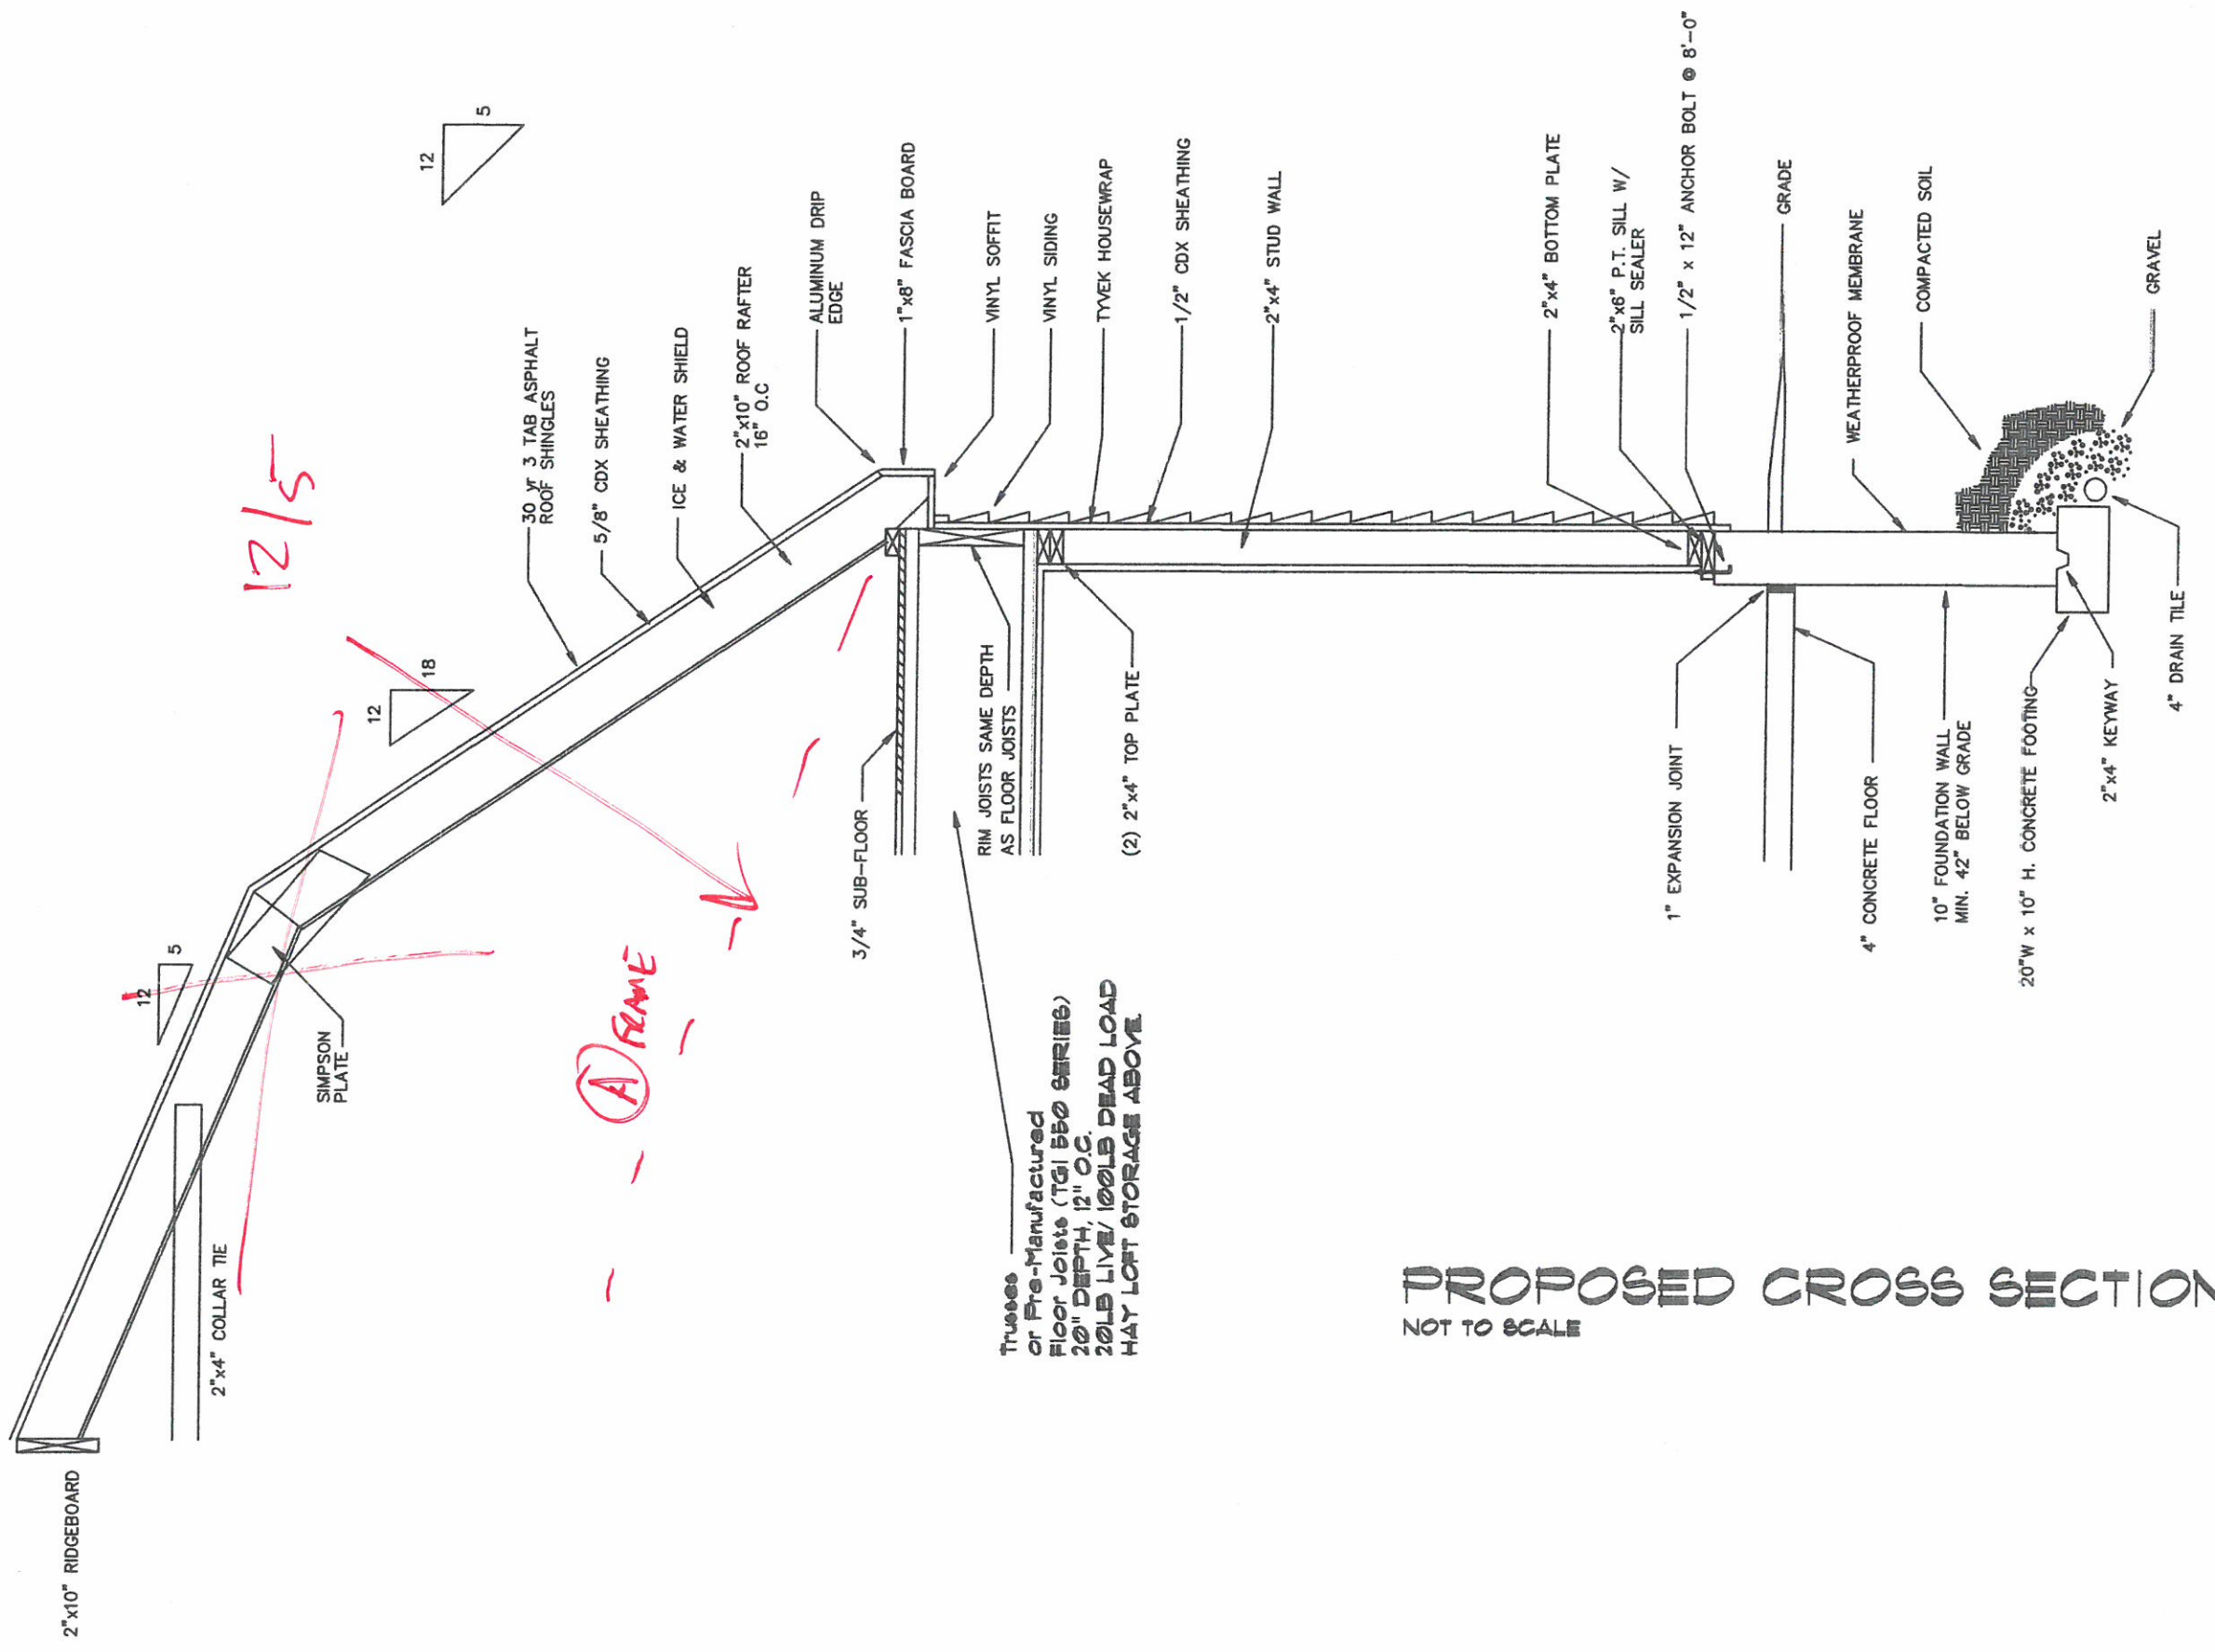 2"x10" RIDGEBOARD
2"x4" COLLAR TIE
12
5
SIMPSON
PLATE
12
18
12
5
12/5
30 yr 3 TAB ASPHALT
ROOF SHINGLES
5/8" CDX SHEATHING
ICE & WATER SHIELD
2"x10" ROOF RAFTER
16" O.C
ALUMINUM DRIP
EDGE
1"x8" FASCIA BOARD
VINYL SOFFIT
VINYL SIDING
TYVEK HOUSEWRAP
1/2" CDX SHEATHING
2"x4" STUD WALL
A FRAME
3/4" SUB-FLOOR
RIM JOISTS SAME DEPTH
AS FLOOR JOISTS
(2) 2"x4" TOP PLATE
Trusses
or Pre-Manufactured
Floor Joists (TGI 550 SERIES)
20" DEPTH, 12" O.C.
20LB LIVE/ 100LB DEAD LOAD
HAY LOFT STORAGE ABOVE.
2"x4" BOTTOM PLATE
2"x6" P.T. SILL W/
SILL SEALER
1/2" x 12" ANCHOR BOLT @ 8'-0"
GRADE
WEATHERPROOF MEMBRANE
COMPACTED SOIL
GRAVEL
1" EXPANSION JOINT
4" CONCRETE FLOOR
10" FOUNDATION WALL
MIN. 42" BELOW GRADE
20"W x 10" H. CONCRETE FOOTING
2"x4" KEYWAY
4" DRAIN TILE
PROPOSED CROSS SECTION
NOT TO SCALE